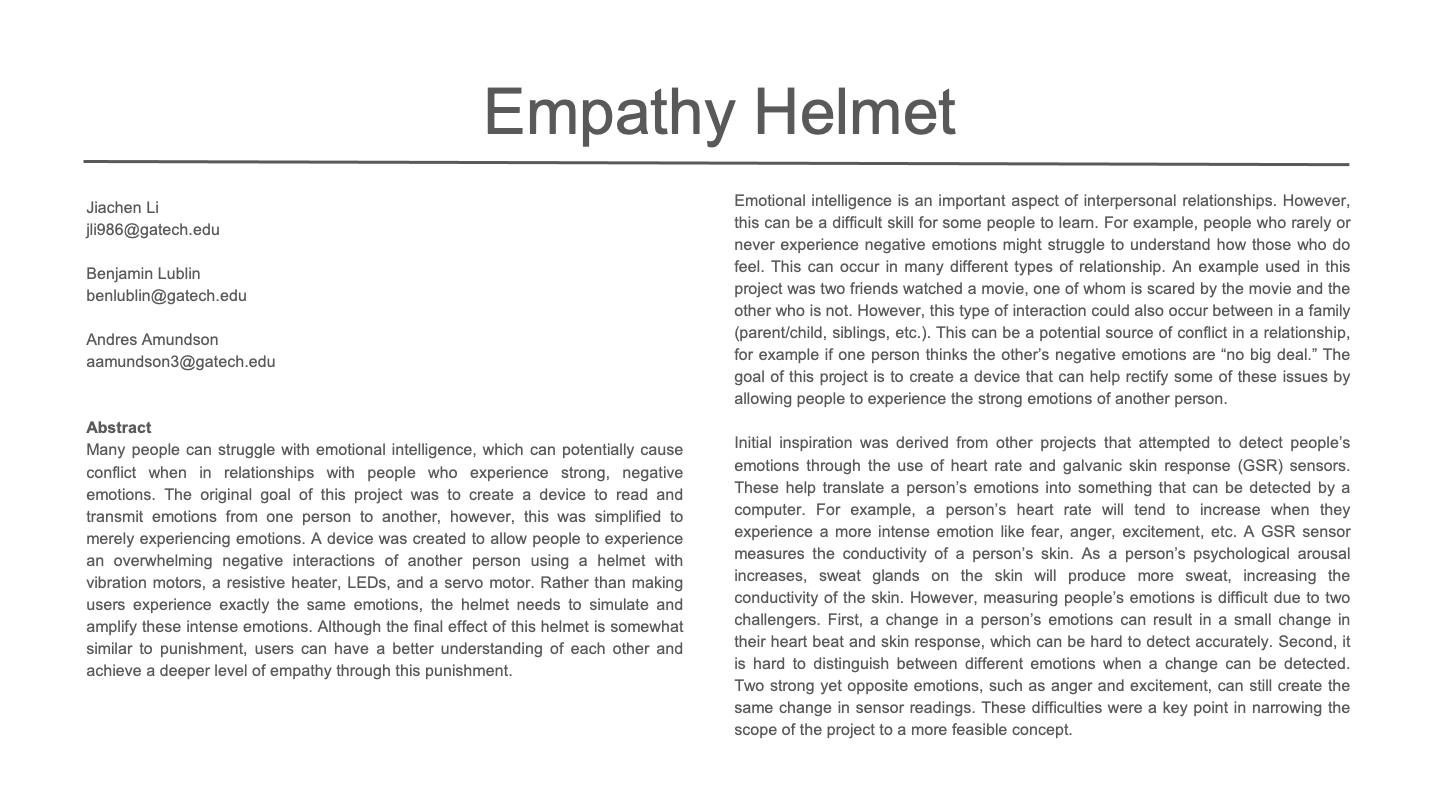 Empathy Helmet
Jiachen Li
jli986@gatech.edu
Benjamin Lublin
benlublin@gatech.edu
Andres Amundson
aamundson3@gatech.edu
Abstract
Many people can struggle with emotional intelligence, which can potentially cause
conflict when in relationships with people who experience strong, negative
emotions. The original goal of this project was to create a device to read and
transmit emotions from one person to another, however, this was simplified to
merely experiencing emotions. A device was created to allow people to experience
an overwhelming negative interactions of another person using a helmet with
vibration motors, a resistive heater, LEDs, and a servo motor. Rather than making
users experience exactly the same emotions, the helmet needs to simulate and
amplify these intense emotions. Although the final effect of this helmet is somewhat
similar to punishment, users can have a better understanding of each other and
achieve a deeper level of empathy through this punishment.
Emotional intelligence is an important aspect of interpersonal relationships. However,
this can be a difficult skill for some people to learn. For example, people who rarely or
never experience negative emotions might struggle to understand how those who do
feel. This can occur in many different types of relationship. An example used in this
project was two friends watched a movie, one of whom is scared by the movie and the
other who is not. However, this type of interaction could also occur between in a family
(parent/child, siblings, etc.). This can be a potential source of conflict in a relationship,
for example if one person thinks the other’s negative emotions are “no big deal.” The
goal of this project is to create a device that can help rectify some of these issues by
allowing people to experience the strong emotions of another person.
Initial inspiration was derived from other projects that attempted to detect people’s
emotions through the use of heart rate and galvanic skin response (GSR) sensors.
These help translate a person’s emotions into something that can be detected by a
computer. For example, a person’s heart rate will tend to increase when they
experience a more intense emotion like fear, anger, excitement, etc. A GSR sensor
measures the conductivity of a person’s skin. As a person’s psychological arousal
increases, sweat glands on the skin will produce more sweat, increasing the
conductivity of the skin. However, measuring people’s emotions is difficult due to two
challengers. First, a change in a person’s emotions can result in a small change in
their heart beat and skin response, which can be hard to detect accurately. Second, it
is hard to distinguish between different emotions when a change can be detected.
Two strong yet opposite emotions, such as anger and excitement, can still create the
same change in sensor readings. These difficulties were a key point in narrowing the
scope of the project to a more feasible concept.